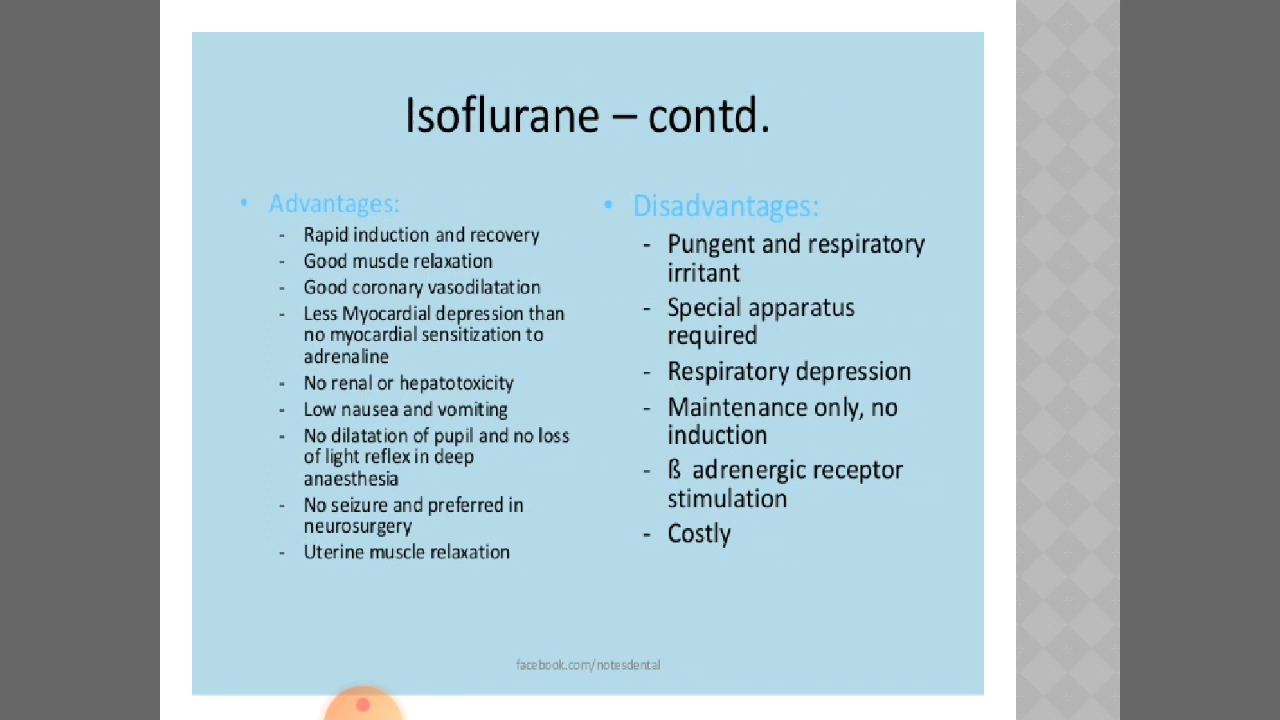 Isoflurane – contd.
• Advantages:
- Rapid induction and recovery
- Good muscle relaxation
- Good coronary vasodilatation
- Less Myocardial depression than
no myocardial sensitization to
adrenaline
- No renal or hepatotoxicity
- Low nausea and vomiting
- No dilatation of pupil and no loss
of light reflex in deep
anaesthesia
- No seizure and preferred in
neurosurgery
- Uterine muscle relaxation
• Disadvantages:
- Pungent and respiratory
irritant
- Special apparatus
required
- Respiratory depression
- Maintenance only, no
induction
- ß adrenergic receptor
stimulation
- Costly
facebook.com/notesdental